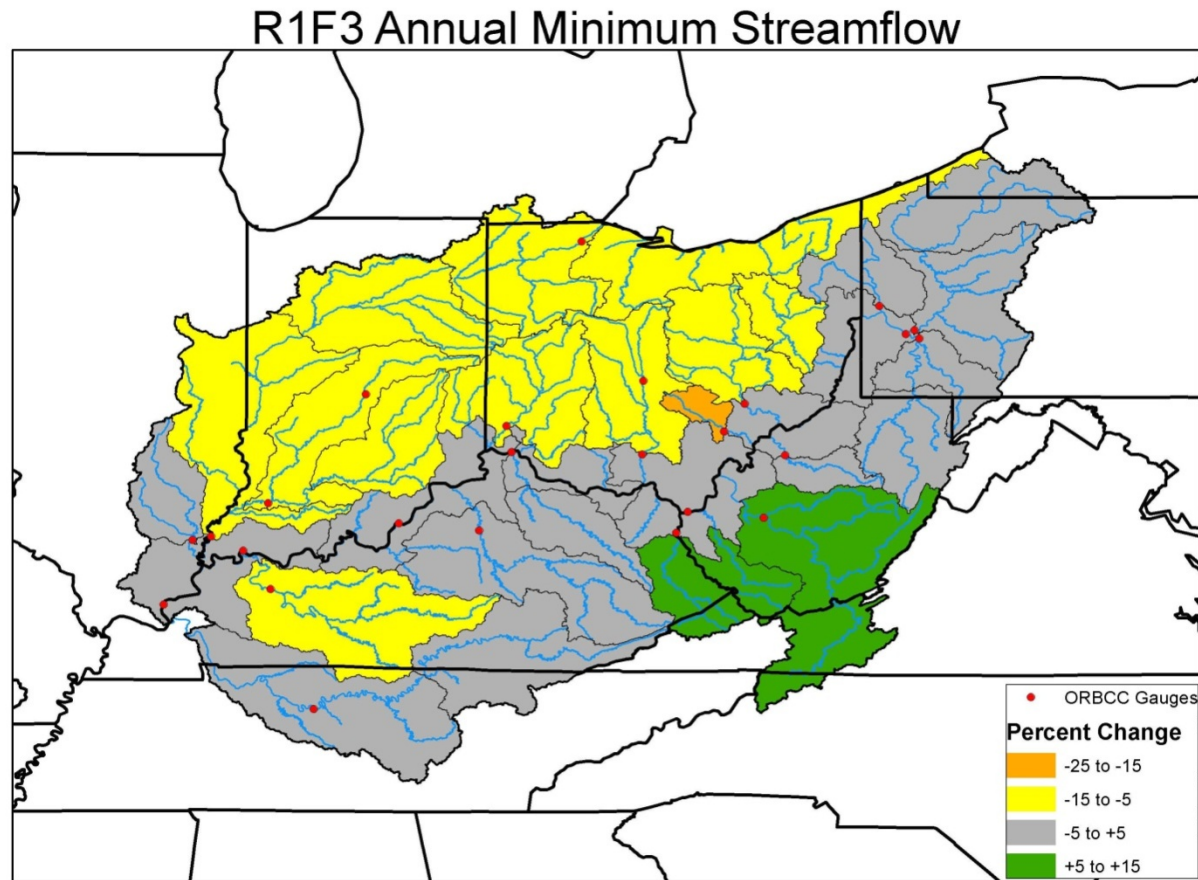 R1F3 Annual Minimum Streamflow
ORBCC Gauges
Percent Change
-25 to -15
-15 to -5
-5 to +5
+5 to +15